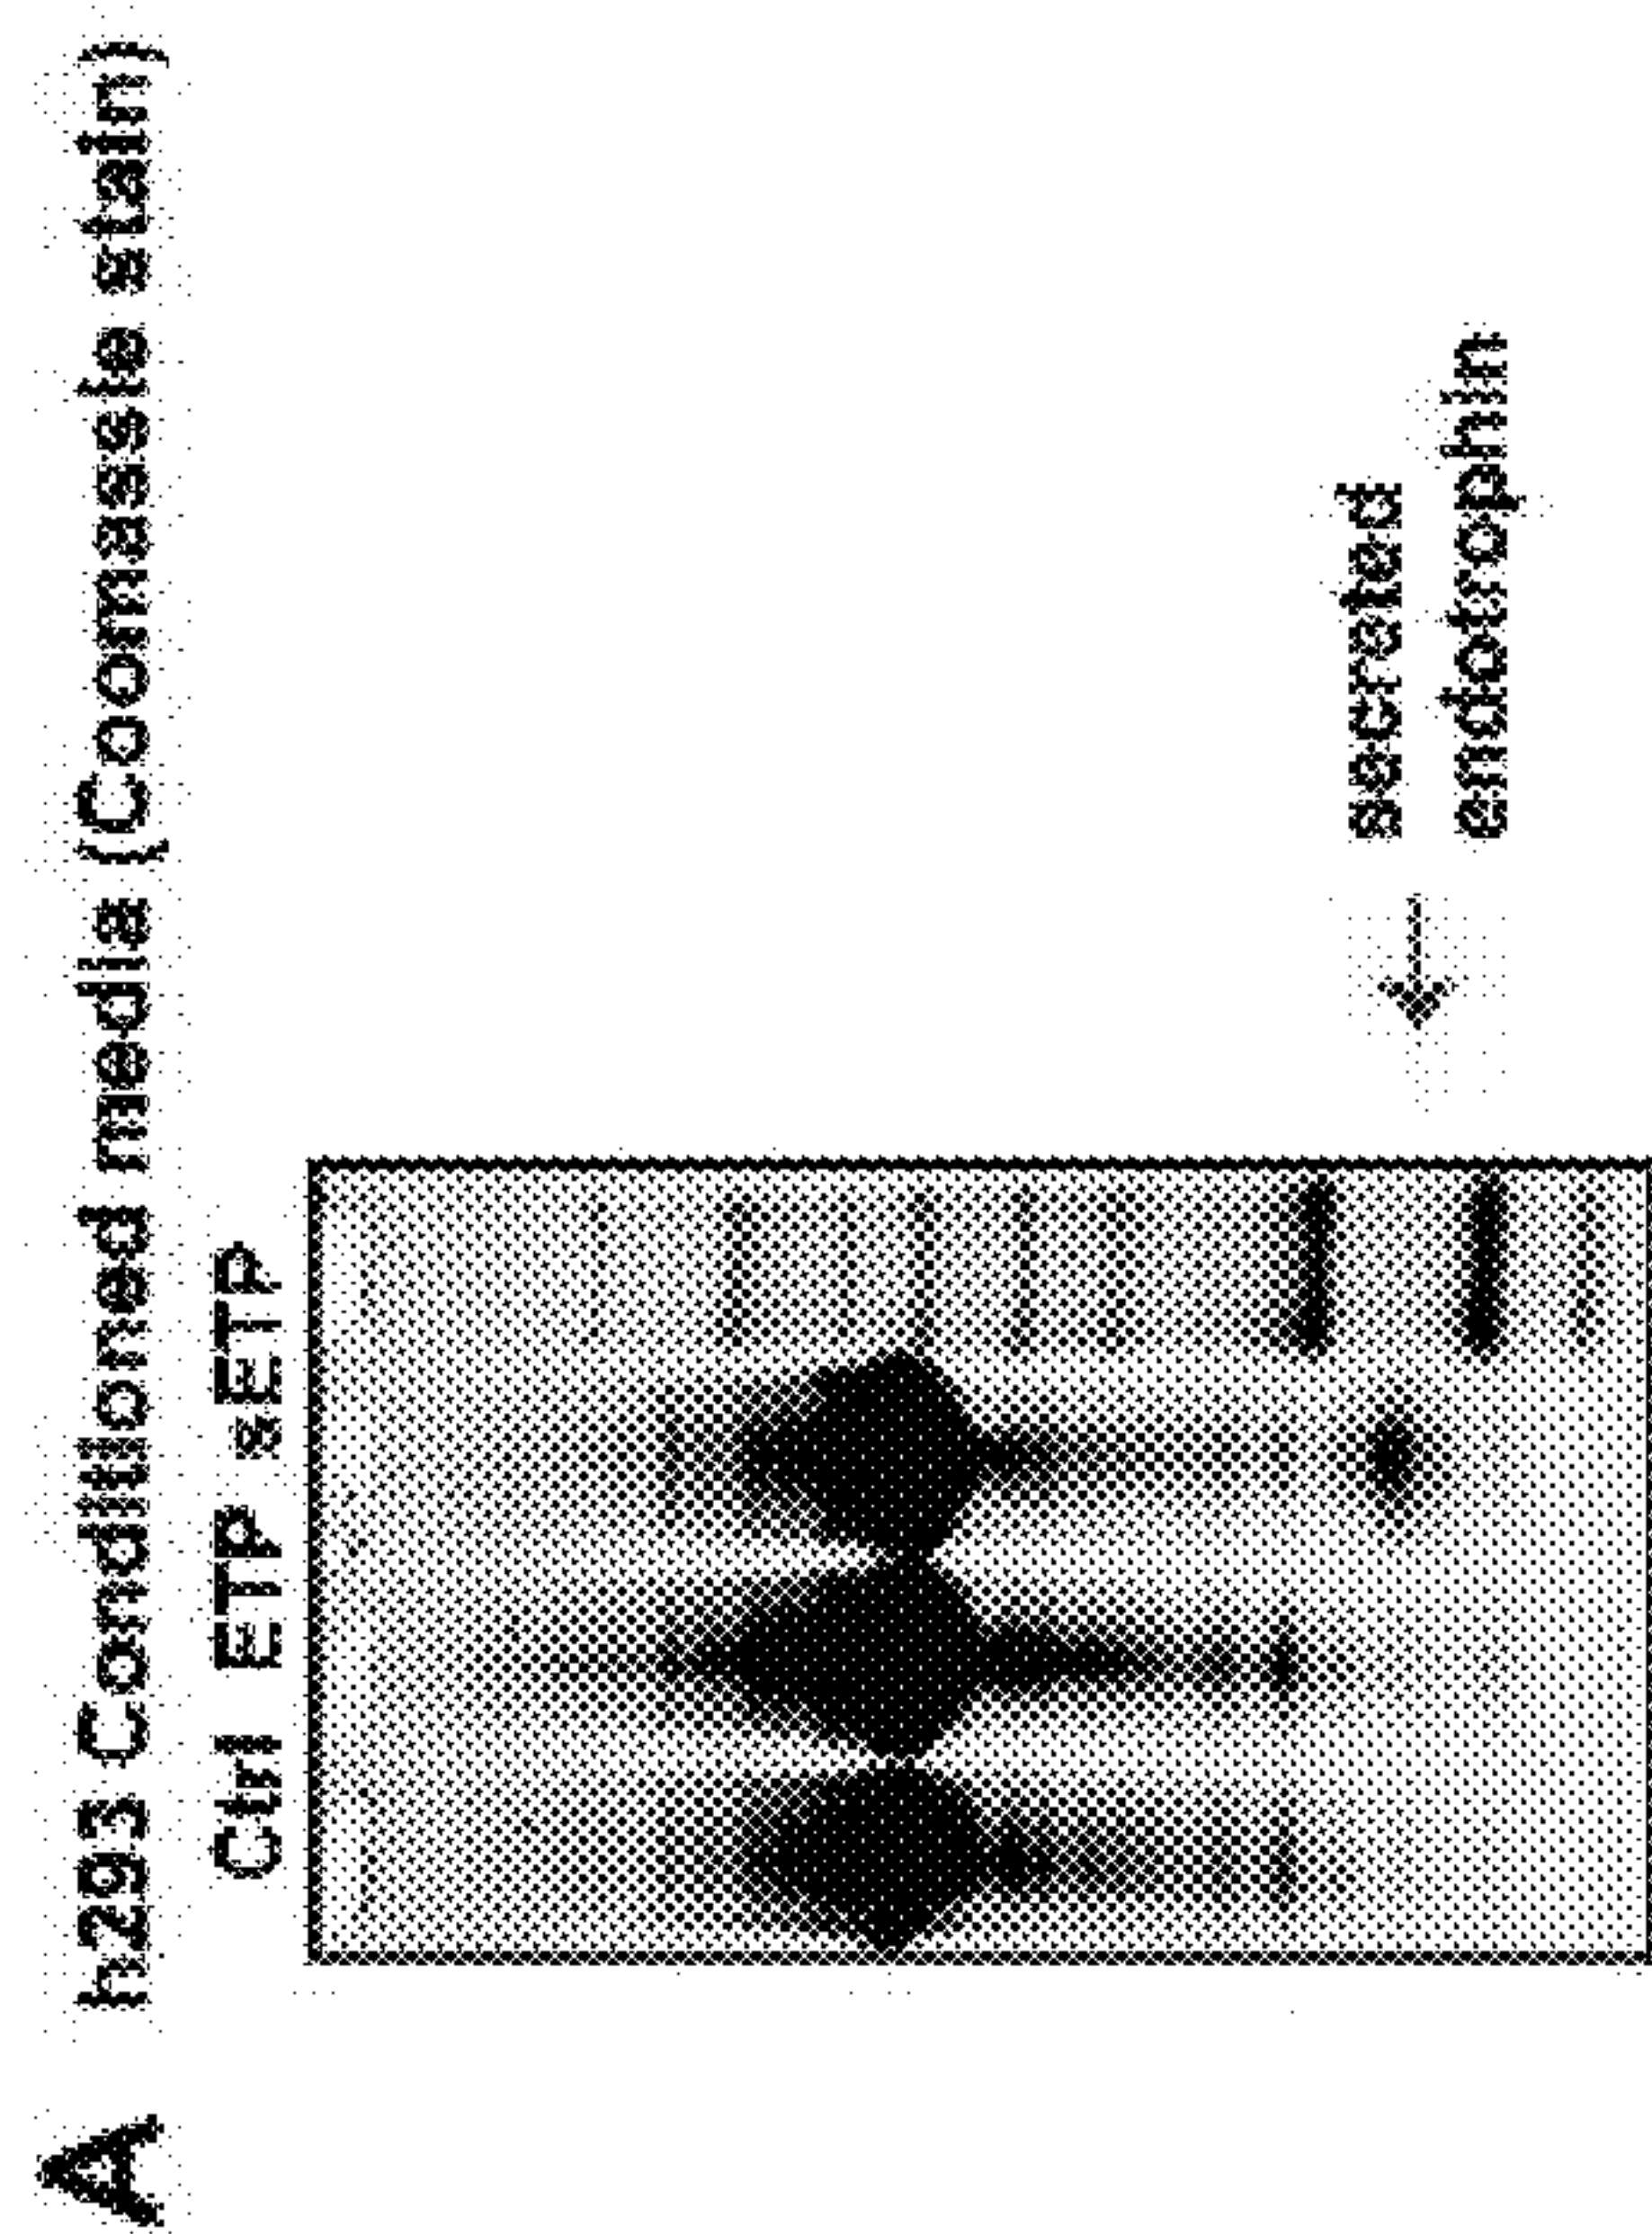 A h293 Conditioned media (Coomassie stain)
Ctrl ETP sETP
secreted
endotrophin